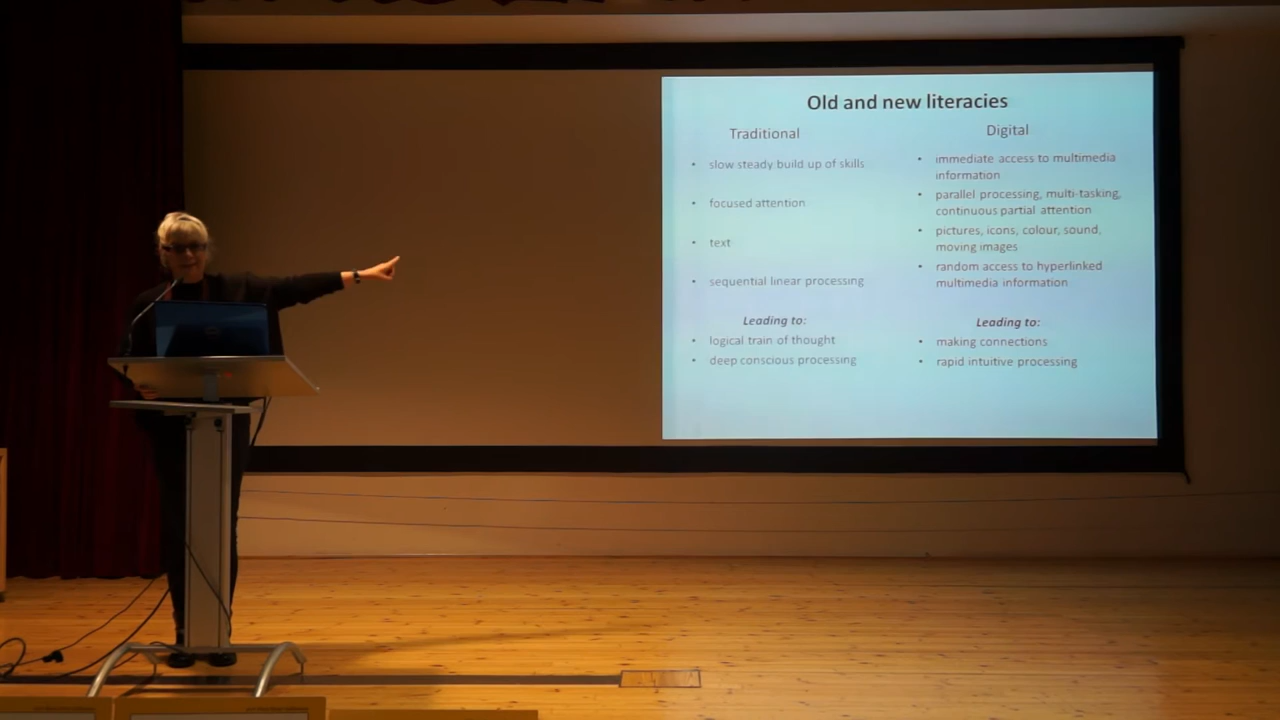 Old and new literacies
Traditional
• slow steady build up of skills
• focused attention
• text
• sequential linear processing
Leading to:
• logical train of thought
• deep conscious processing
Digital
• immediate access to multimedia
information
• parallel processing, multi-tasking,
continuous partial attention
• pictures, icons, colour, sound,
moving images
• random access to hyperlinked
multimedia information
Leading to:
• making connections
• rapid intuitive processing